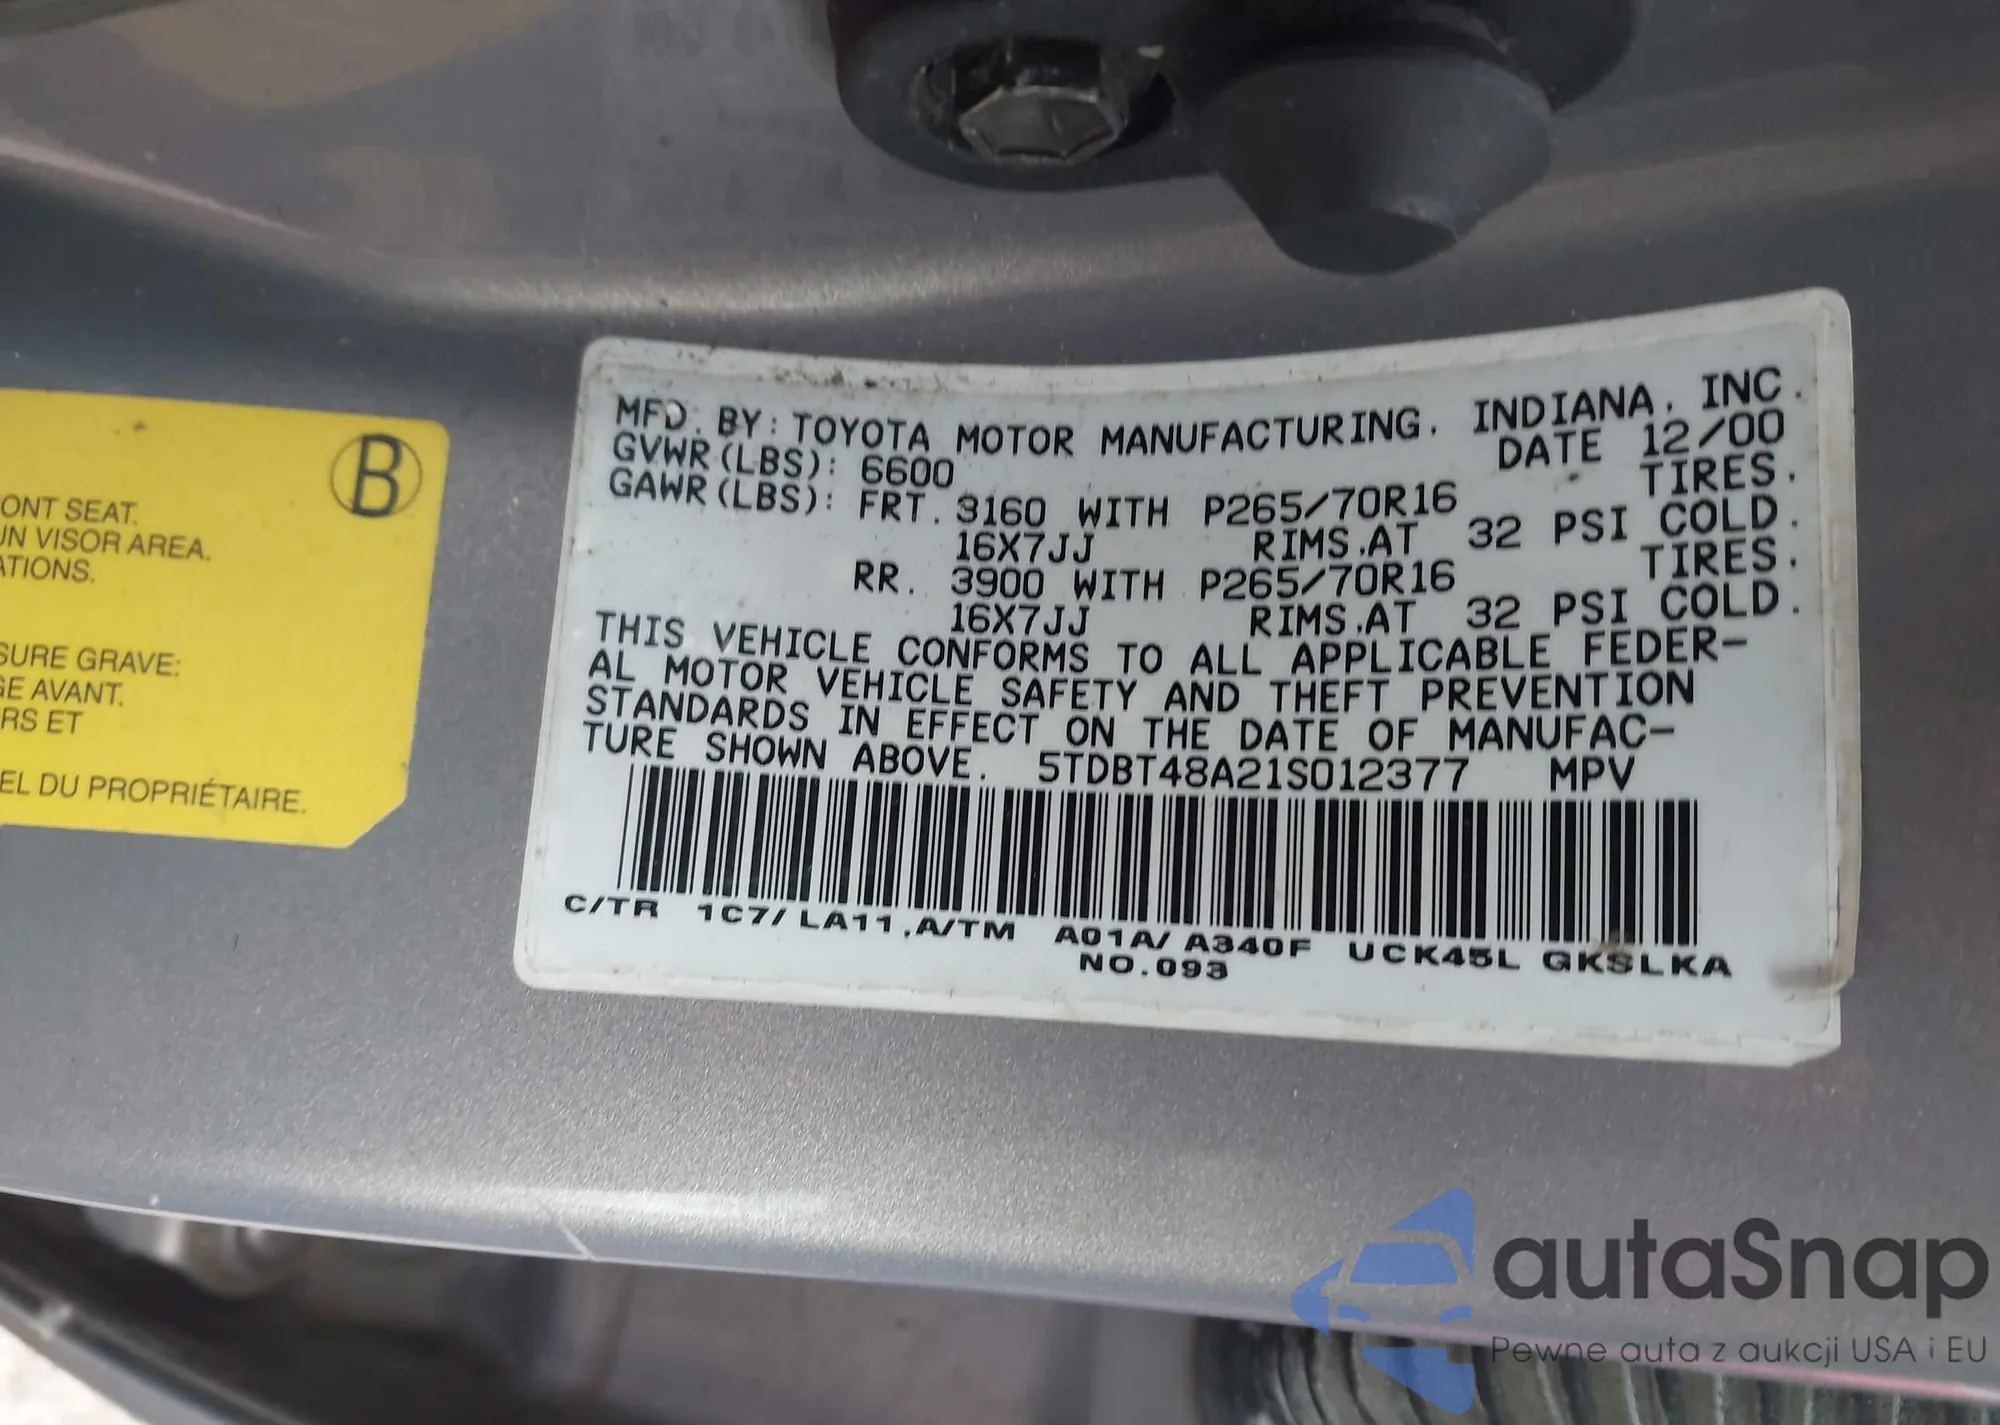 B
ONT SEAT.
UN VISOR AREA.
ATIONS.
SURE GRAVE:
GE AVANT.
RS ET
EL DU PROPRIÉTAIRE.
MFD. BY: TOYOTA MOTOR MANUFACTURING, INDIANA, INC.
GVWR(LBS): 6600 DATE 12/00
GAWR(LBS): FRT. 3160 WITH P265/70R16 TIRES.
16X7JJ RIMS.AT 32 PSI COLD.
RR. 3900 WITH P265/70R16 TIRES.
16X7JJ RIMS.AT 32 PSI COLD.
THIS VEHICLE CONFORMS TO ALL APPLICABLE FEDER-
AL MOTOR VEHICLE SAFETY AND THEFT PREVENTION
STANDARDS IN EFFECT ON THE DATE OF MANUFAC-
TURE SHOWN ABOVE. 5TDBT48A21S012377 MPV
C/TR 1C7/LA11,A/TM A01A/A340F UCK45L GKSLKA
NO.093
autaSnap
Pewne auta z aukcji USA i EU